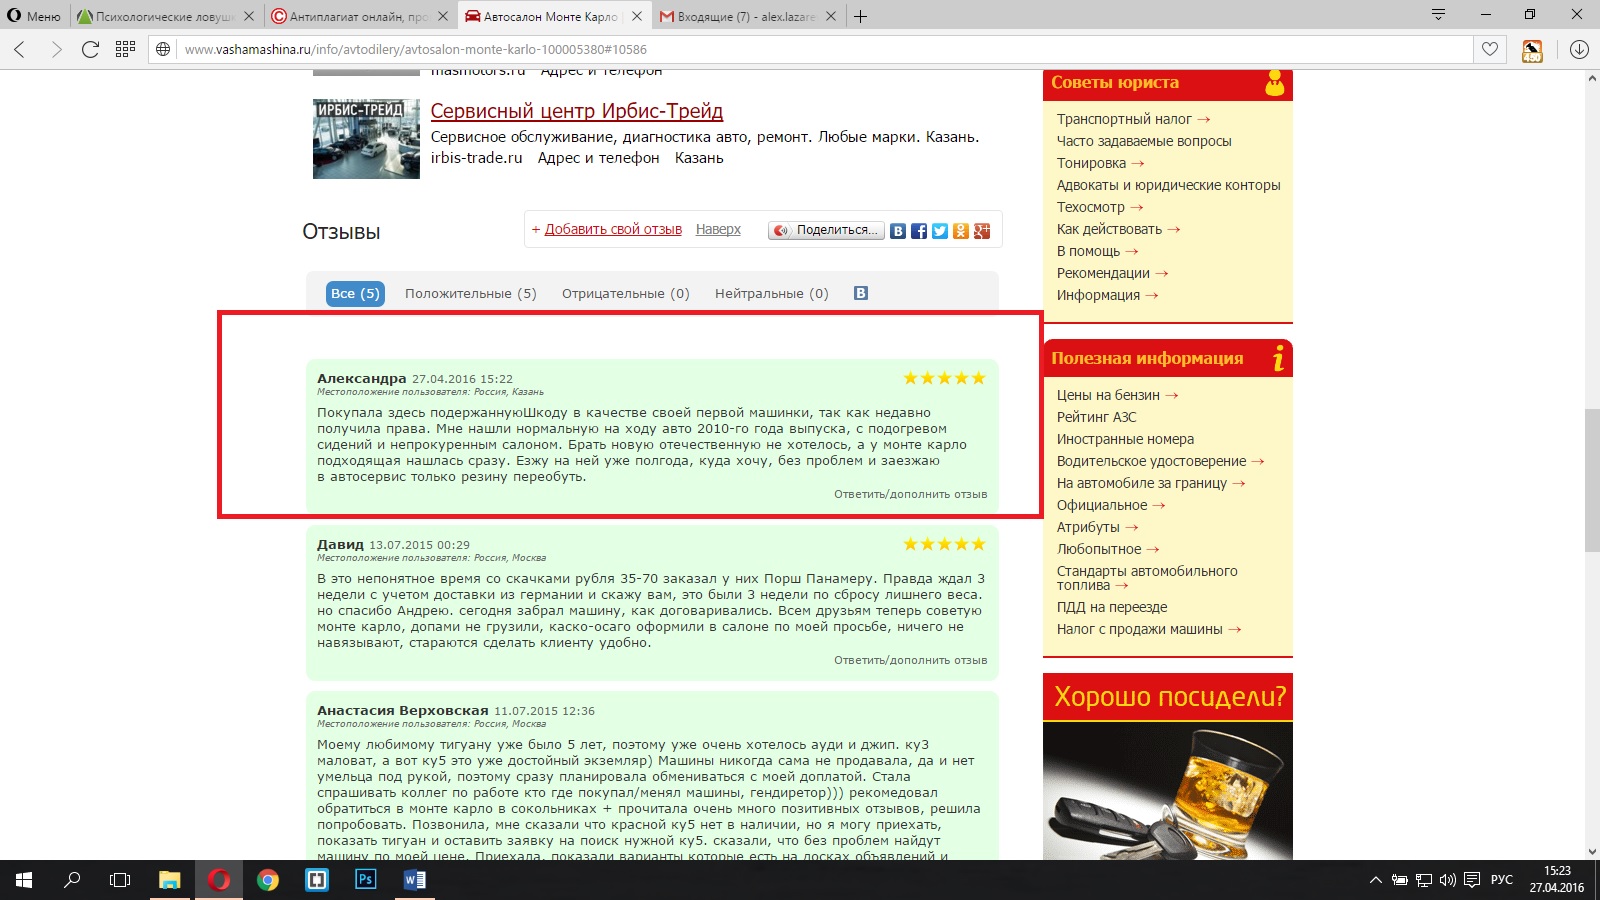 Меню
Психологические ловушк
Антиплагиат онлайн, про
Автосалон Монте Карло
Входящие (7) - alex.lazare
www.vashamashina.ru/info/avtodilery/avtosalon-monte-karlo-100005380#10586
450
masmotors.ru Адрес и телефон
ИРБИС-ТРЕЙД
Сервисный центр Ирбис-Трейд
Сервисное обслуживание, диагностика авто, ремонт. Любые марки. Казань.
irbis-trade.ru Адрес и телефон Казань
Отзывы
+ Добавить свой отзыв Наверх Поделиться...
Все (5) Положительные (5) Отрицательные (0) Нейтральные (0) В
Александра 27.04.2016 15:22
Местоположение пользователя: Россия, Казань
Покупала здесь подержаннуюШкоду в качестве своей первой машинки, так как недавно
получила права. Мне нашли нормальную на ходу авто 2010-го года выпуска, с подогревом
сидений и непрокуренным салоном. Брать новую отечественную не хотелось, а у монте карло
подходящая нашлась сразу. Езжу на ней уже полгода, куда хочу, без проблем и заезжаю
в автосервис только резину переобуть.
Ответить/дополнить отзыв
Давид 13.07.2015 00:29
Местоположение пользователя: Россия, Москва
В это непонятное время со скачками рубля 35-70 заказал у них Порш Панамеру. Правда ждал 3
недели с учетом доставки из германии и скажу вам, это были 3 недели по сбросу лишнего веса.
но спасибо Андрею. сегодня забрал машину, как договаривались. Всем друзьям теперь советую
монте карло, допами не грузили, каско-осаго оформили в салоне по моей просьбе, ничего не
навязывают, стараются сделать клиенту удобно.
Ответить/дополнить отзыв
Анастасия Верховская 11.07.2015 12:36
Местоположение пользователя: Россия, Москва
Моему любимому тигуану уже было 5 лет, поэтому уже очень хотелось ауди и джип. ку3
маловат, а вот ку5 это уже достойный экземляр) Машины никогда сама не продавала, да и нет
умельца под рукой, поэтому сразу планировала обмениваться с моей доплатой. Стала
спрашивать коллег по работе кто где покупал/менял машины, гендиретор))) рекомедовал
обратиться в монте карло в сокольниках + прочитала очень много позитивных отзывов, решила
попробовать. Позвонила, мне сказали что красной ку5 нет в наличии, но я могу приехать,
показать тигуан и оставить заявку на поиск нужной ку5. сказали, что без проблем найдут
машину по моей цене. Приехала, показали варианты которые есть на досках объявлений и
Советы юриста
Транспортный налог →
Часто задаваемые вопросы
Тонировка →
Адвокаты и юридические конторы
Техосмотр →
Как действовать →
В помощь →
Рекомендации →
Информация →
Полезная информация
Цены на бензин →
Рейтинг АЗС
Иностранные номера
Водительское удостоверение →
На автомобиле за границу →
Официальное →
Атрибуты →
Любопытное →
Стандарты автомобильного
топлива →
ПДД на переезде
Налог с продажи машины →
Хорошо посидели?
Ps
РУС
15:23
27.04.2016